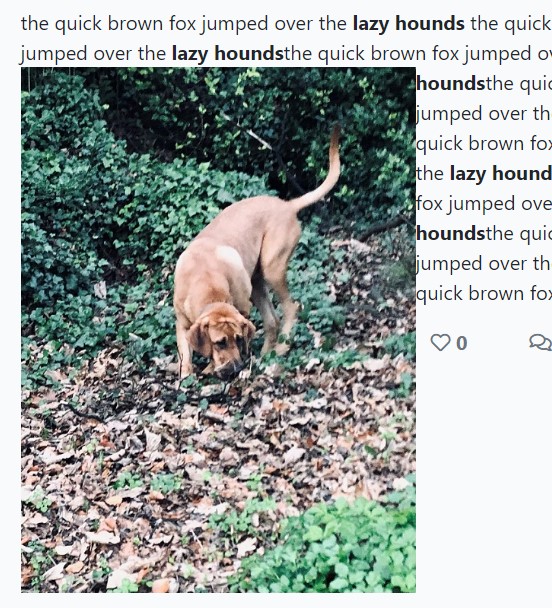 the quick brown fox jumped over the lazy hounds the quick
jumped over the lazy houndsthe quick brown fox jumped
houndsthe
jumped over
quick brown fox
the lazy
fox jumped
houndsthe
jumped over
quick brown fox
0